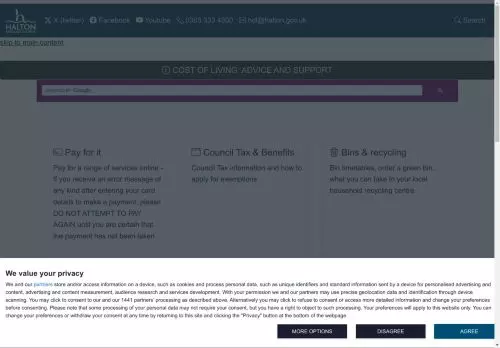 HALTON
X (twitter) Facebook Youtube 0303 333 4300 hdl@halton.gov.uk Search
skip to main content
COST OF LIVING: ADVICE AND SUPPORT
Google
Pay for it
Pay for a range of services online -
If you receive an error message of
any kind after entering your card
details to make a payment, please
DO NOT ATTEMPT TO PAY
AGAIN until you are certain that
the payment has not been taken.
Council Tax & Benefits
Council Tax information and how to
apply for exemptions
Bins & recycling
Bin timetables, order a green bin,
what you can take to your local
household recycling centre.
We value your privacy
We and our partners store and/or access information on a device, such as cookies and process personal data, such as unique identifiers and standard information sent by a device for personalised advertising and
content, advertising and content measurement, audience research and services development. With your permission we and our partners may use precise geolocation data and identification through device
scanning. You may click to consent to our and our 1441 partners' processing as described above. Alternatively you may click to refuse to consent or access more detailed information and change your preferences
before consenting. Please note that some processing of your personal data may not require your consent, but you have a right to object to such processing. Your preferences will apply to this website only. You can
change your preferences or withdraw your consent at any time by returning to this site and clicking the "Privacy" button at the bottom of the webpage.
MORE OPTIONS DISAGREE AGREE